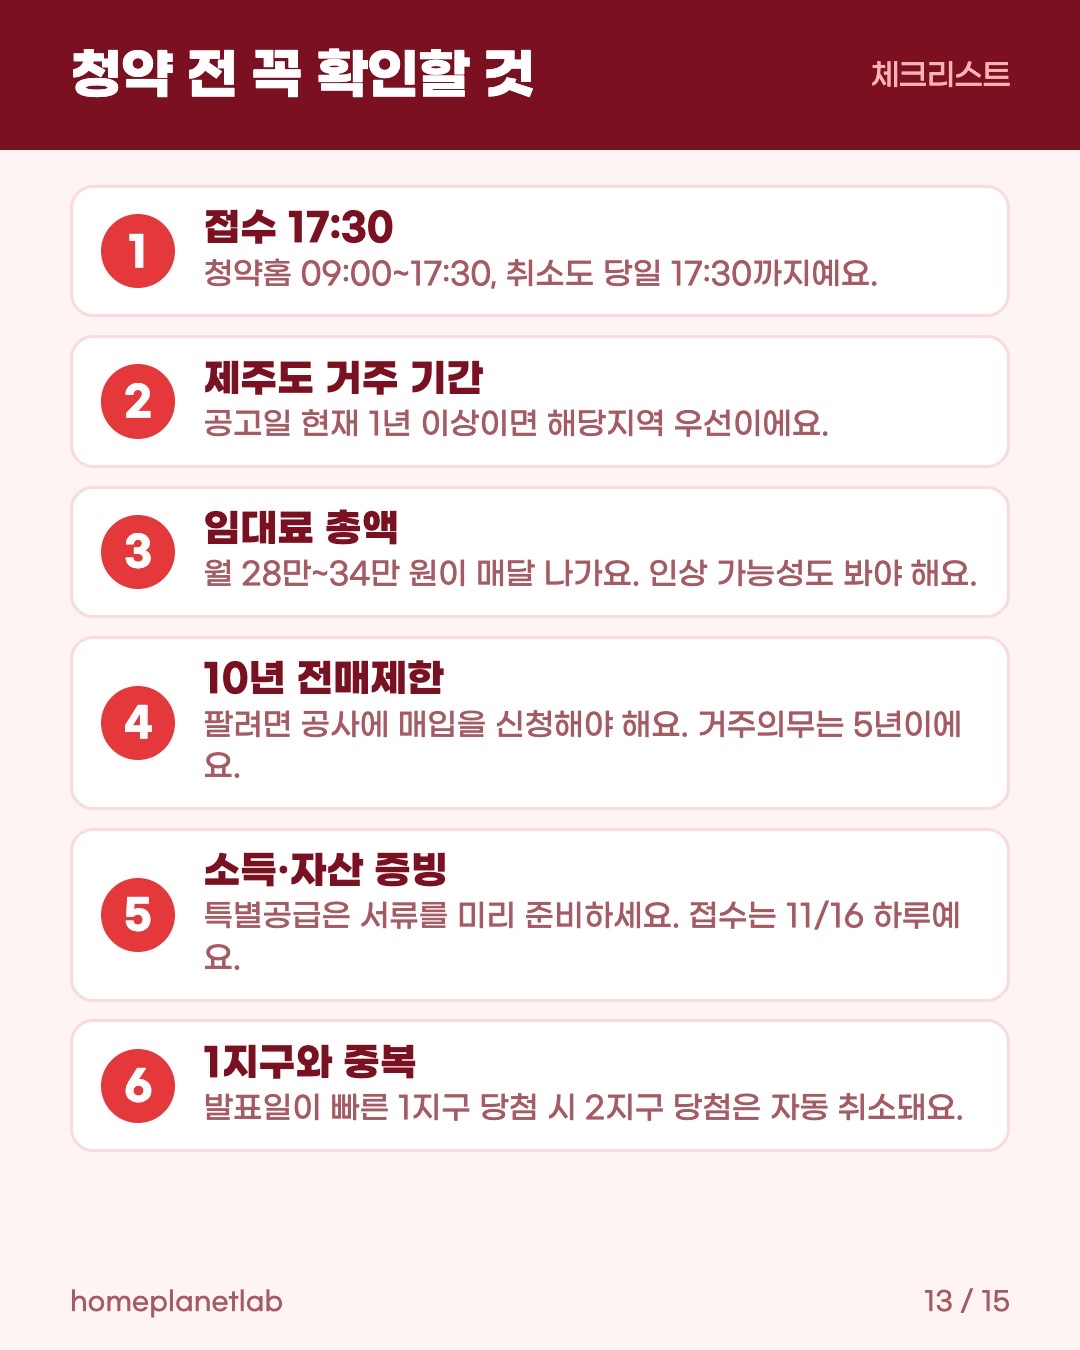 청약 전 꼭 확인할 것
체크리스트
1
접수 17:30
청약홈 09:00~17:30, 취소도 당일 17:30까지예요.
2
제주도 거주 기간
공고일 현재 1년 이상이면 해당지역 우선이에요.
3
임대료 총액
월 28만~34만 원이 매달 나가요. 인상 가능성도 봐야 해요.
4
10년 전매제한
팔려면 공사에 매입을 신청해야 해요. 거주의무는 5년이에
요.
5
소득·자산 증빙
특별공급은 서류를 미리 준비하세요. 접수는 11/16 하루예
요.
6
1지구와 중복
발표일이 빠른 1지구 당첨 시 2지구 당첨은 자동 취소돼요.
homeplanetlab
13 / 15